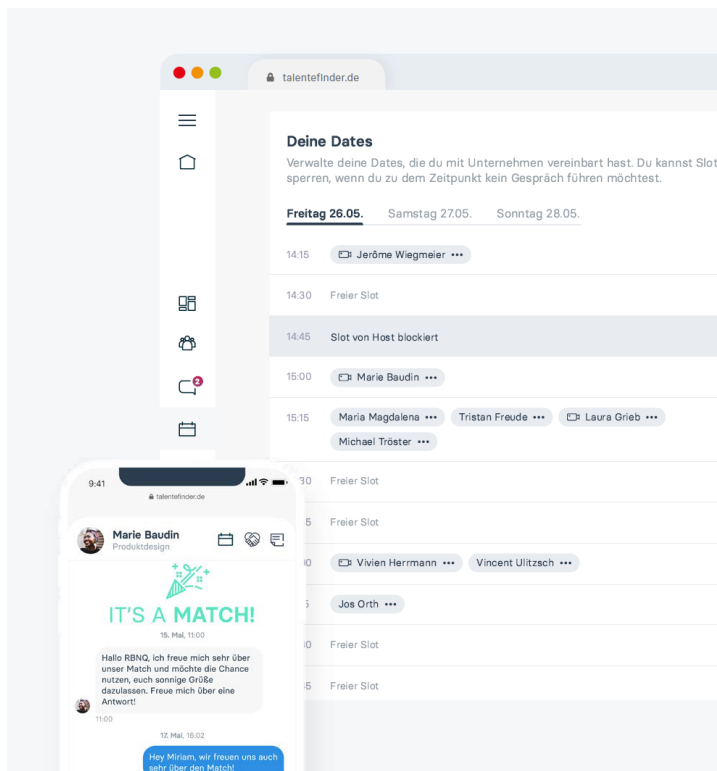 talentefinder.de
Deine Dates
Verwalte deine Dates, die du mit Unternehmen vereinbart hast. Du kannst Slot
sperren, wenn du zu dem Zeitpunkt kein Gespräch führen möchtest.
Freitag 26.05. Samstag 27.05. Sonntag 28.05.
14:15 Jerôme Wiegmeier •••
14:30 Freier Slot
14:45 Slot von Host blockiert
15:00 Marie Baudin •••
2
15:15 Maria Magdalena ••• Tristan Freude ••• Laura Grieb •••
Michael Tröster •••
30 Freier Slot
5 Freier Slot
0 Vivien Herrmann ••• Vincent Ulitzsch •••
5 Jos Orth •••
0 Freier Slot
5 Freier Slot
9:41
talentefinder.de
Marie Baudin
Produktdesign
IT'S A MATCH!
15. Mai, 11:00
Hallo RBNQ, ich freue mich sehr über
unser Match und möchte die Chance
nutzen, euch sonnige Grüße
dazulassen. Freue mich über eine
Antwort!
11:00
17. Mai, 16:02
Hey Miriam, wir freuen uns auch
sehr über den Match!